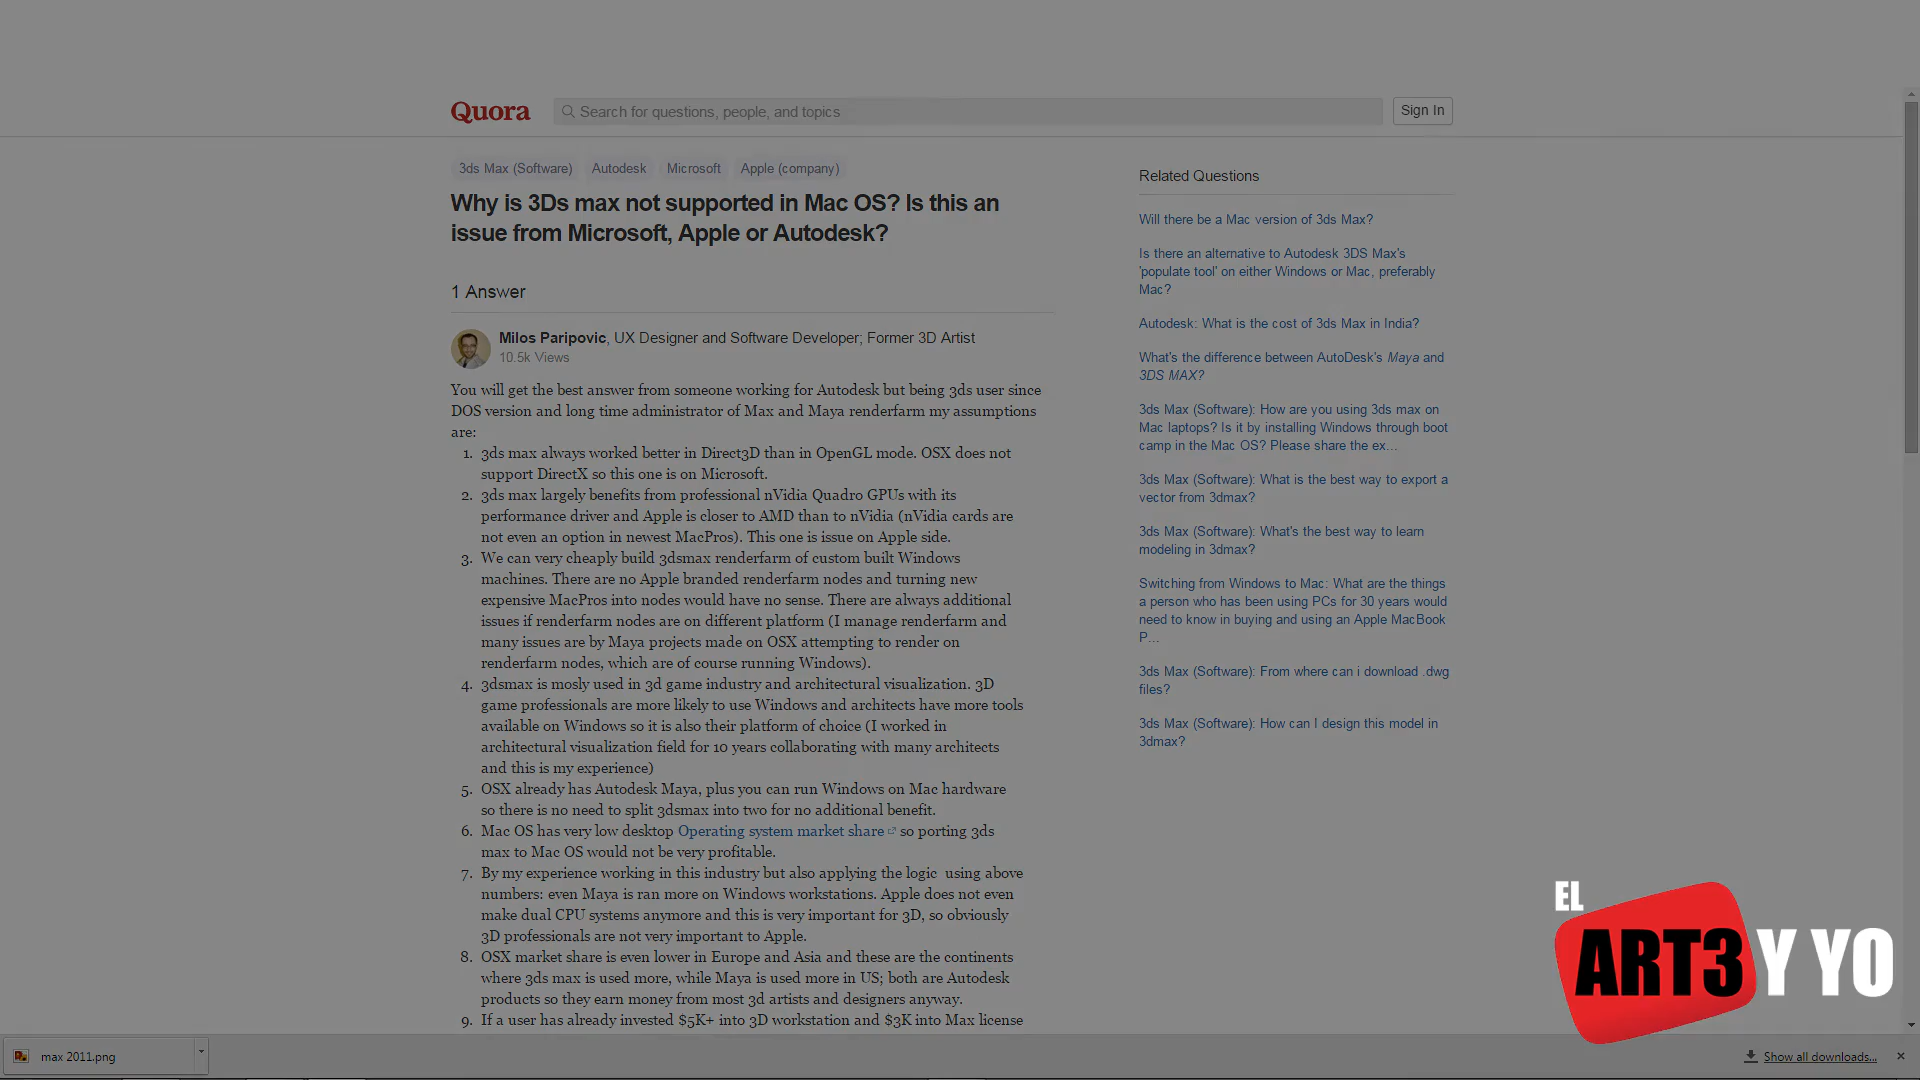 Quora
Search for questions, people, and topics
Sign In
3ds Max (Software) Autodesk Microsoft Apple (company)
Why is 3Ds max not supported in Mac OS? Is this an
issue from Microsoft, Apple or Autodesk?
1 Answer
Milos Paripovic, UX Designer and Software Developer; Former 3D Artist
10.5k Views
You will get the best answer from someone working for Autodesk but being 3ds user since
DOS version and long time administrator of Max and Maya renderfarm my assumptions
are:
1. 3ds max always worked better in Direct3D than in OpenGL mode. OSX does not
support DirectX so this one is on Microsoft.
2. 3ds max largely benefits from professional nVidia Quadro GPUs with its
performance driver and Apple is closer to AMD than to nVidia (nVidia cards are
not even an option in newest MacPros). This one is issue on Apple side.
3. We can very cheaply build 3dsmax renderfarm of custom built Windows
machines. There are no Apple branded renderfarm nodes and turning new
expensive MacPros into nodes would have no sense. There are always additional
issues if renderfarm nodes are on different platform (I manage renderfarm and
many issues are by Maya projects made on OSX attempting to render on
renderfarm nodes, which are of course running Windows).
4. 3dsmax is mosly used in 3d game industry and architectural visualization. 3D
game professionals are more likely to use Windows and architects have more tools
available on Windows so it is also their platform of choice (I worked in
architectural visualization field for 10 years collaborating with many architects
and this is my experience)
5. OSX already has Autodesk Maya, plus you can run Windows on Mac hardware
so there is no need to split 3dsmax into two for no additional benefit.
6. Mac OS has very low desktop Operating system market share so porting 3ds
max to Mac OS would not be very profitable.
7. By my experience working in this industry but also applying the logic using above
numbers: even Maya is ran more on Windows workstations. Apple does not even
make dual CPU systems anymore and this is very important for 3D, so obviously
3D professionals are not very important to Apple.
8. OSX market share is even lower in Europe and Asia and these are the continents
where 3ds max is used more, while Maya is used more in US; both are Autodesk
products so they earn money from most 3d artists and designers anyway.
9. If a user has already invested $5K+ into 3D workstation and $3K into Max license
Related Questions
Will there be a Mac version of 3ds Max?
Is there an alternative to Autodesk 3DS Max's
'populate tool' on either Windows or Mac, preferably
Mac?
Autodesk: What is the cost of 3ds Max in India?
What's the difference between AutoDesk's Maya and
3DS MAX?
3ds Max (Software): How are you using 3ds max on
Mac laptops? Is it by installing Windows through boot
camp in the Mac OS? Please share the ex...
3ds Max (Software): What is the best way to export a
vector from 3dmax?
3ds Max (Software): What's the best way to learn
modeling in 3dmax?
Switching from Windows to Mac: What are the things
a person who has been using PCs for 30 years would
need to know in buying and using an Apple MacBook
P...
3ds Max (Software): From where can i download .dwg
files?
3ds Max (Software): How can I design this model in
3dmax?
EL
ART3 Y YO
max 2011.png
Show all downloads...